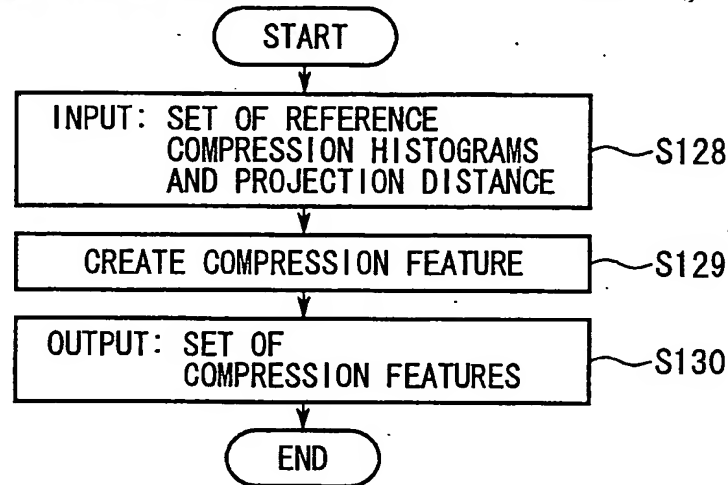 START
INPUT: SET OF REFERENCE
COMPRESSION HISTOGRAMS
AND PROJECTION DISTANCE
S128
CREATE COMPRESSION FEATURE
S129
OUTPUT: SET OF
COMPRESSION FEATURES
S130
END